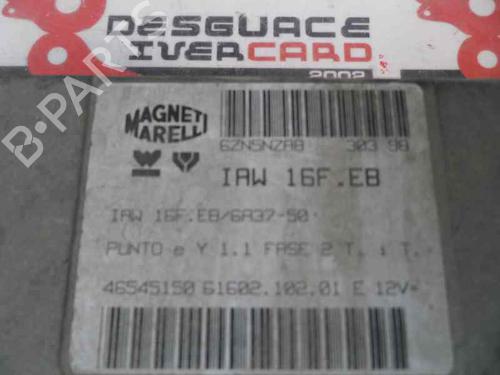 DESGUACE
IVERCARD
2002
B-PARTS
MAGNETI
MARELLI
6ZN5NZA8 303 98
IAW 16F.EB
IAW 16F.EB/6A37-50
PUNTO e Y 1.1 FASE 2 T. : T.
46545150 61602.102.01 E 12V=